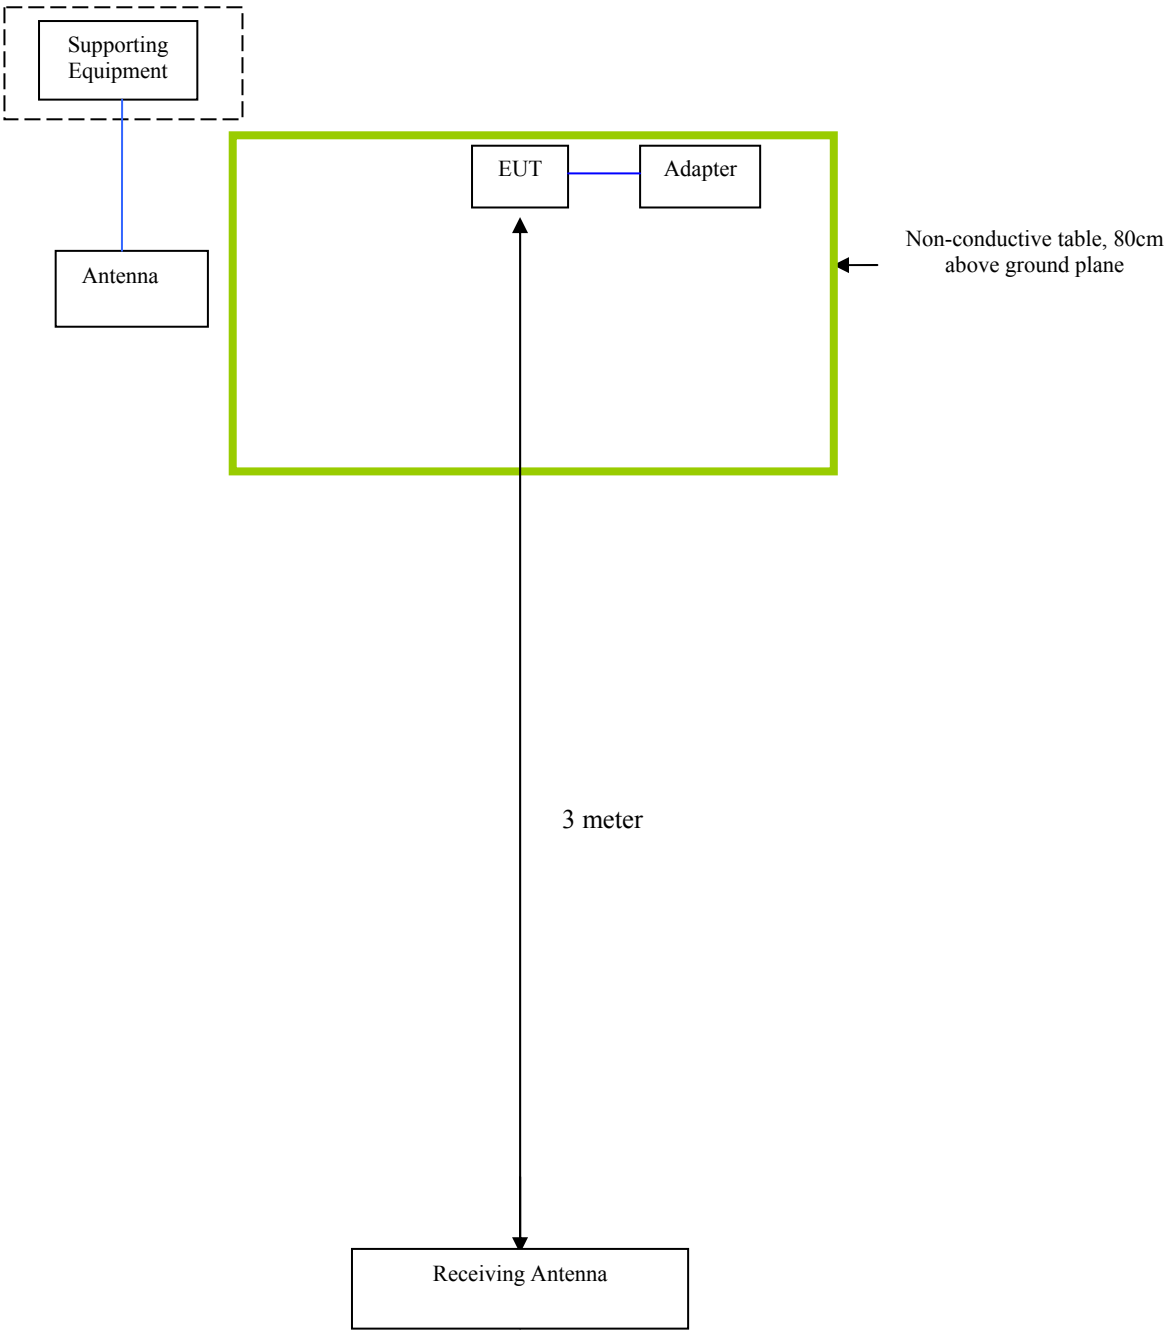 Supporting
Equipment
EUT
Adapter
Non-conductive table, 80cm
above ground plane
Antenna
3 meter
Receiving Antenna